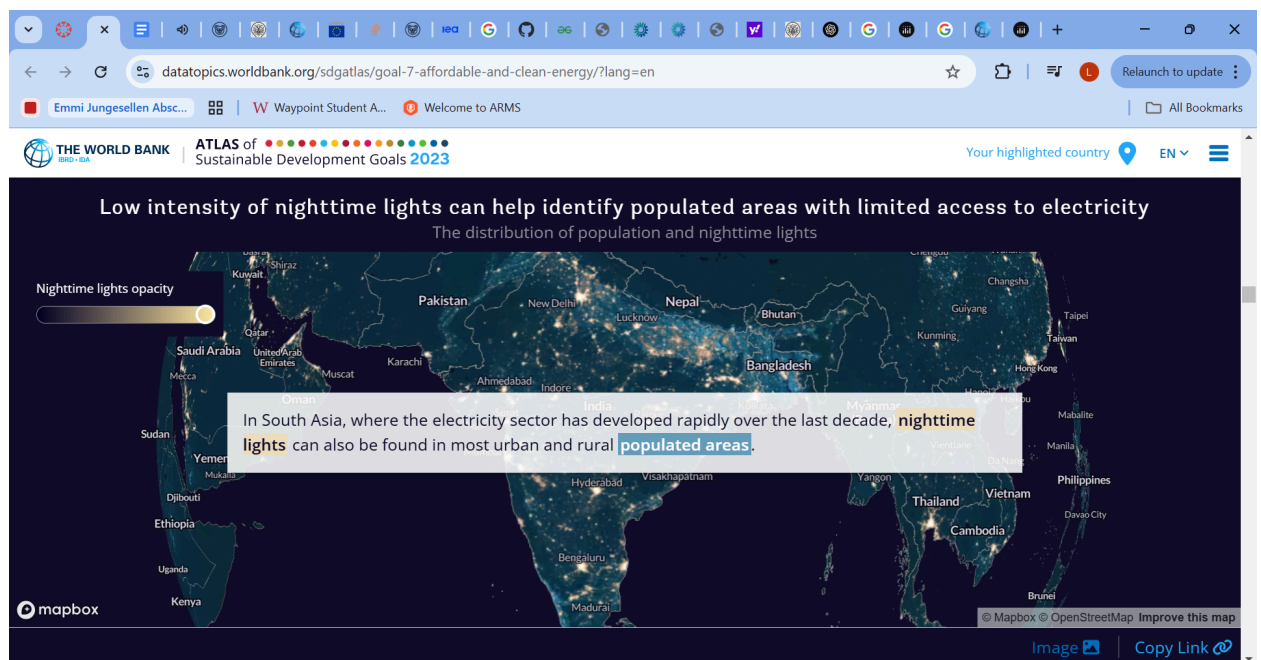 datatopics.worldbank.org/sdgatlas/goal-7-affordable-and-clean-energy/?lang=en
L
Relaunch to update
Emmi Jungesellen Absc...
W Waypoint Student A...
Welcome to ARMS
All Bookmarks
THE WORLD BANK
IBRD • IDA
ATLAS of
Sustainable Development Goals 2023
Your highlighted country
EN
Low intensity of nighttime lights can help identify populated areas with limited access to electricity
The distribution of population and nighttime lights
Nighttime lights opacity
Shiraz
Kuwait
Changsha
Pakistan
New Delhi
Nepal
Guiyang
Lucknow
Bhutan
Taipei
Qatar
Kunming
Taiwan
Saudi Arabia
United Arab
Emirates
Karachi
Bangladesh
Hong Kong
Mecca
Muscat
Ahmedabad
Indore
Oman
India
Myanmar
Mabalite
In South Asia, where the electricity sector has developed rapidly over the last decade, nighttime
lights can also be found in most urban and rural populated areas.
Sudan
Vientiane
Da Nang
Manila
Yemen
Mukalla
Hyderabad
Visakhapatnam
Yangon
Philippines
Djibouti
Thailand
Vietnam
Davao City
Ethiopia
Cambodia
Bengaluru
Uganda
Kenya
Madurai
Brunei
mapbox
© Mapbox © OpenStreetMap Improve this map
Image
Copy Link